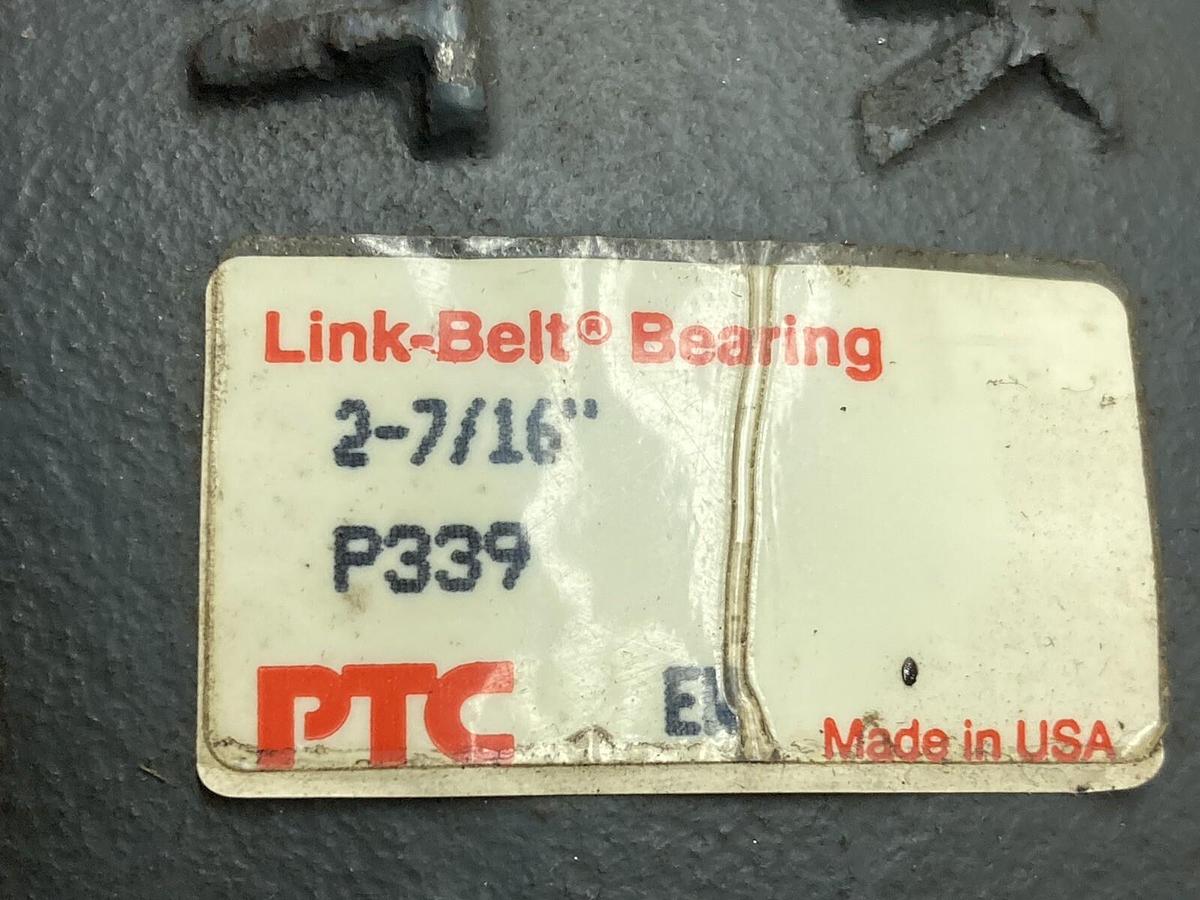 Link-Belt® Bearing
2-7/16"
P339
PTC
Made in USA